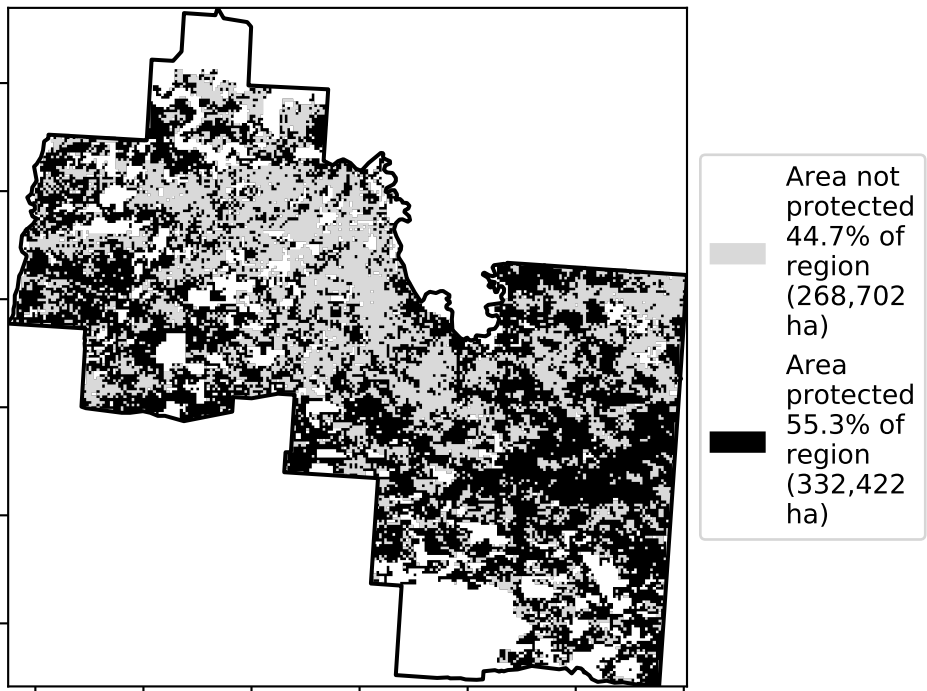 Area not
protected
44.7% of
region
(268,702
ha)
Area
protected
55.3% of
region
(332,422
ha)